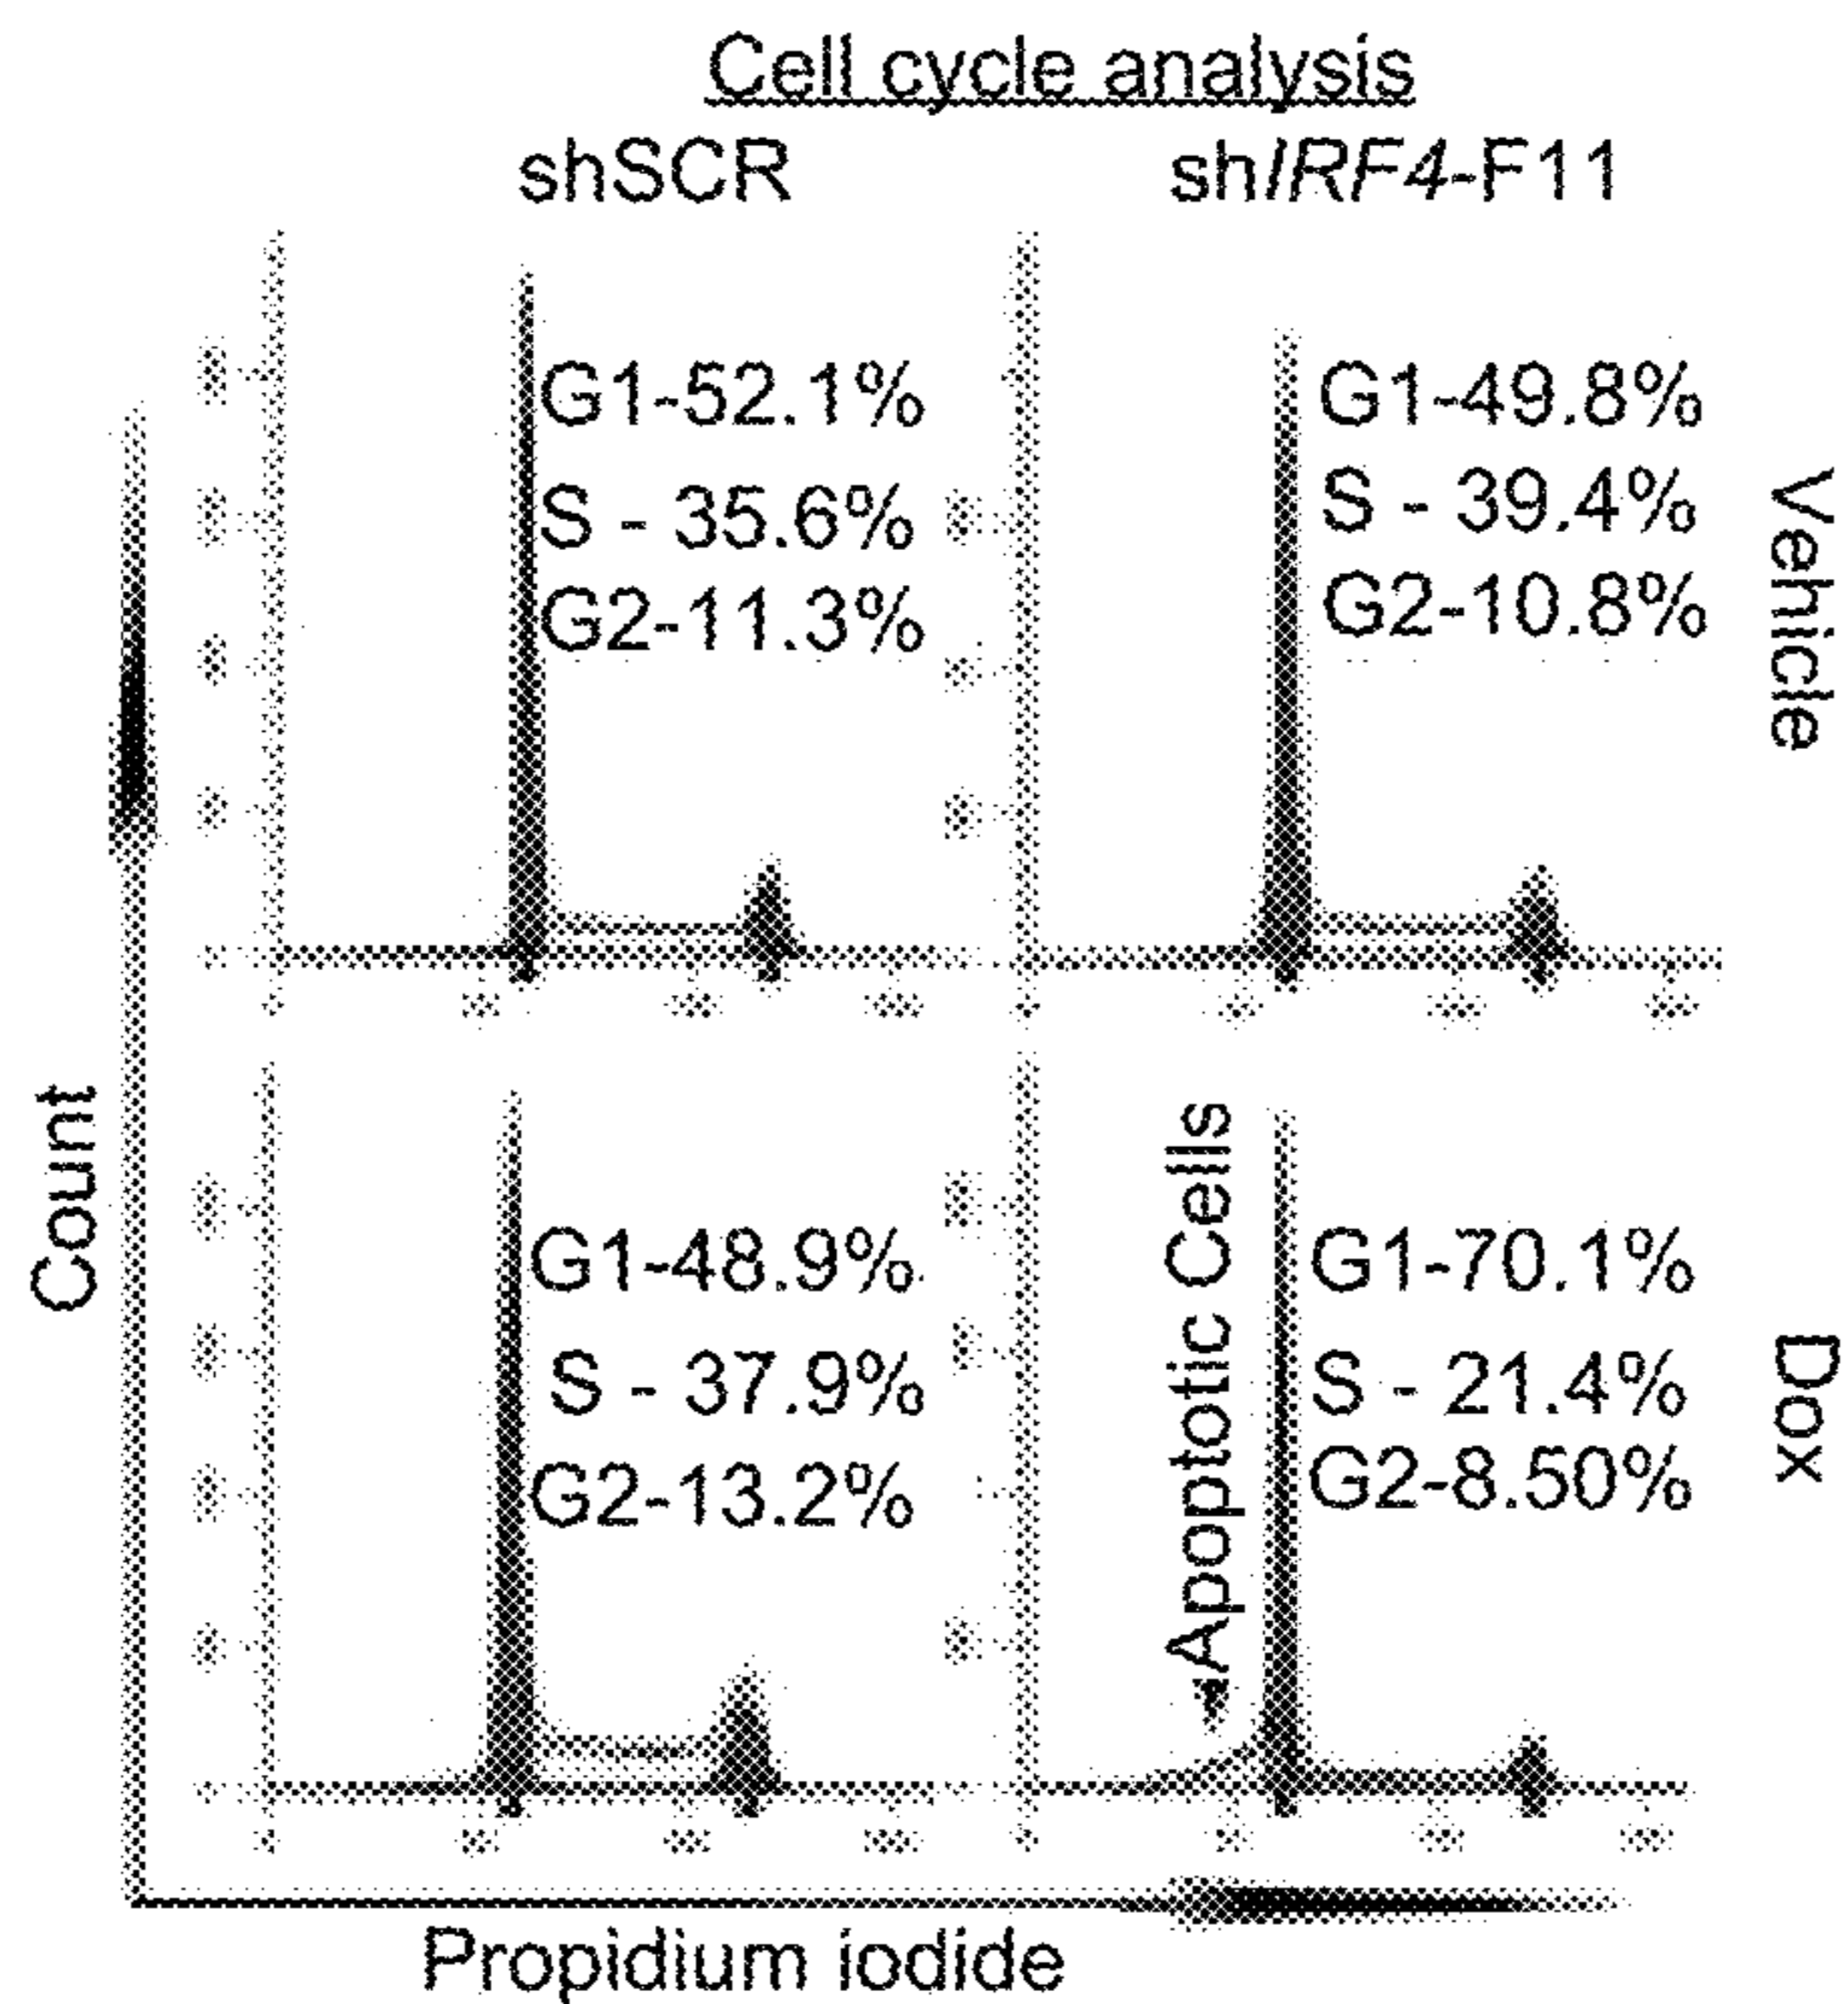 Cell cycle analysis
shSCR
shIRF4-F11
G1-52.1%
S - 35.6%
G2-11.3%
G1-49.8%
S - 39.4%
G2-10.8%
Vehicle
G1-48.9%
S - 37.9%
G2-13.2%
Apoptotic Cells
G1-70.1%
S - 21.4%
G2-8.50%
Dox
Count
Propidium iodide